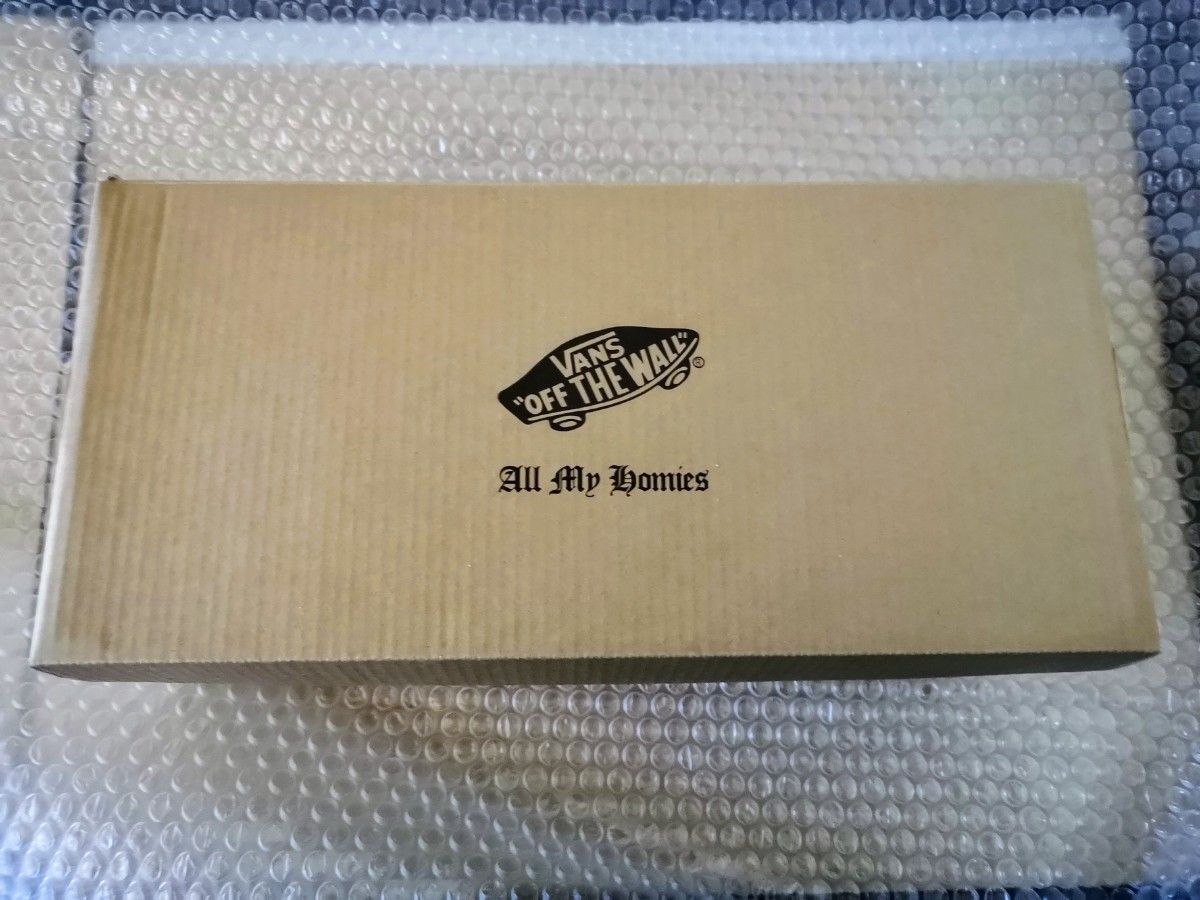 VANS
"OFF THE WALL"
®
All My Homies